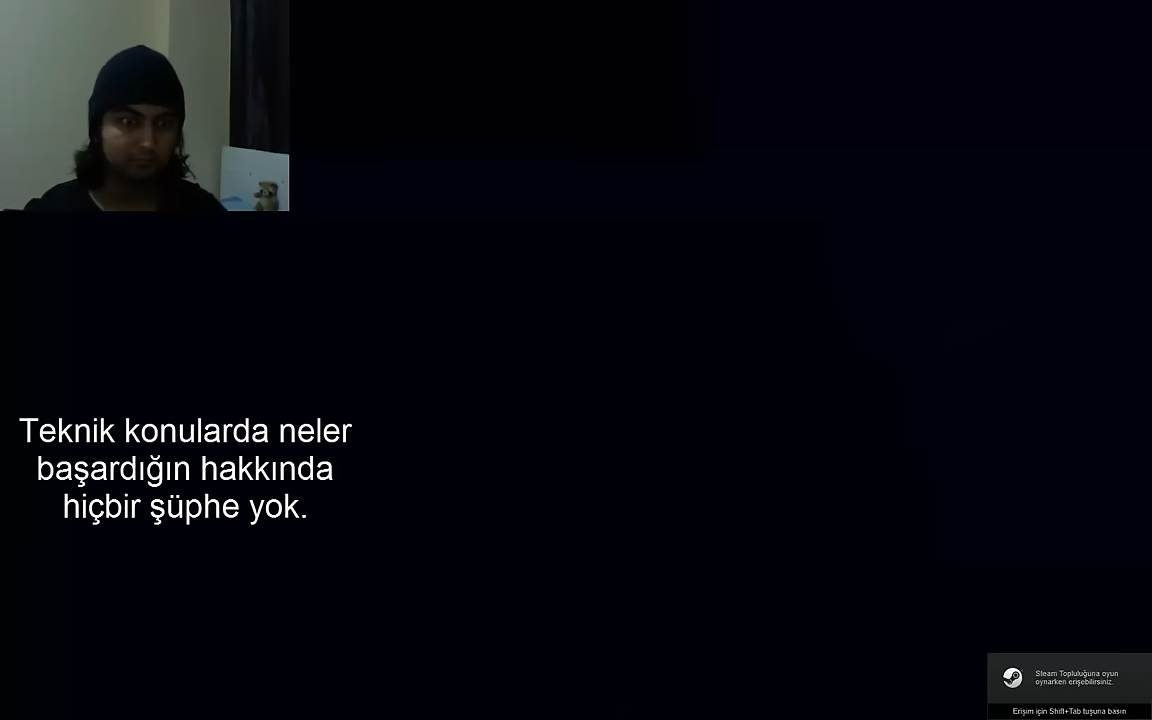 Teknik konularda neler
başardığın hakkında
hiçbir şüphe yok.
Steam Topluluğuna oyun
oynarken erişebilirsiniz.
Erişim için Shift+Tab tuşuna basın